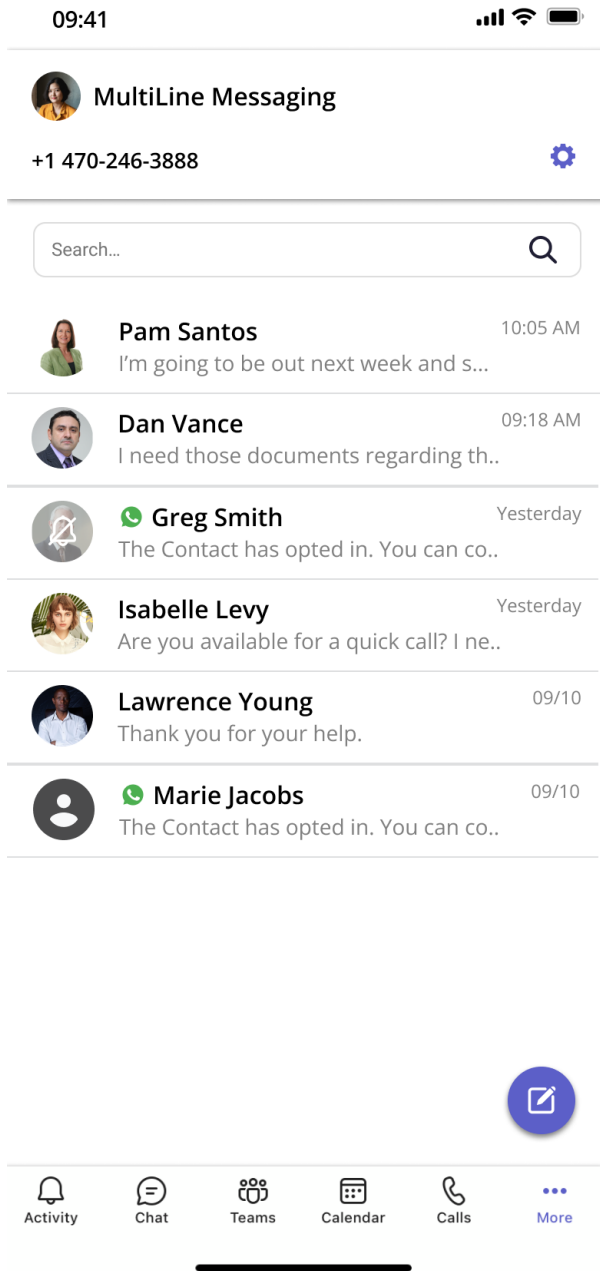 09:41
MultiLine Messaging
+1 470-246-3888
Search...
Pam Santos
10:05 AM
I’m going to be out next week and s...
Dan Vance
09:18 AM
I need those documents regarding th..
Greg Smith
Yesterday
The Contact has opted in. You can co..
Isabelle Levy
Yesterday
Are you available for a quick call? I ne..
Lawrence Young
09/10
Thank you for your help.
Marie Jacobs
09/10
The Contact has opted in. You can co..
Activity Chat Teams Calendar Calls More